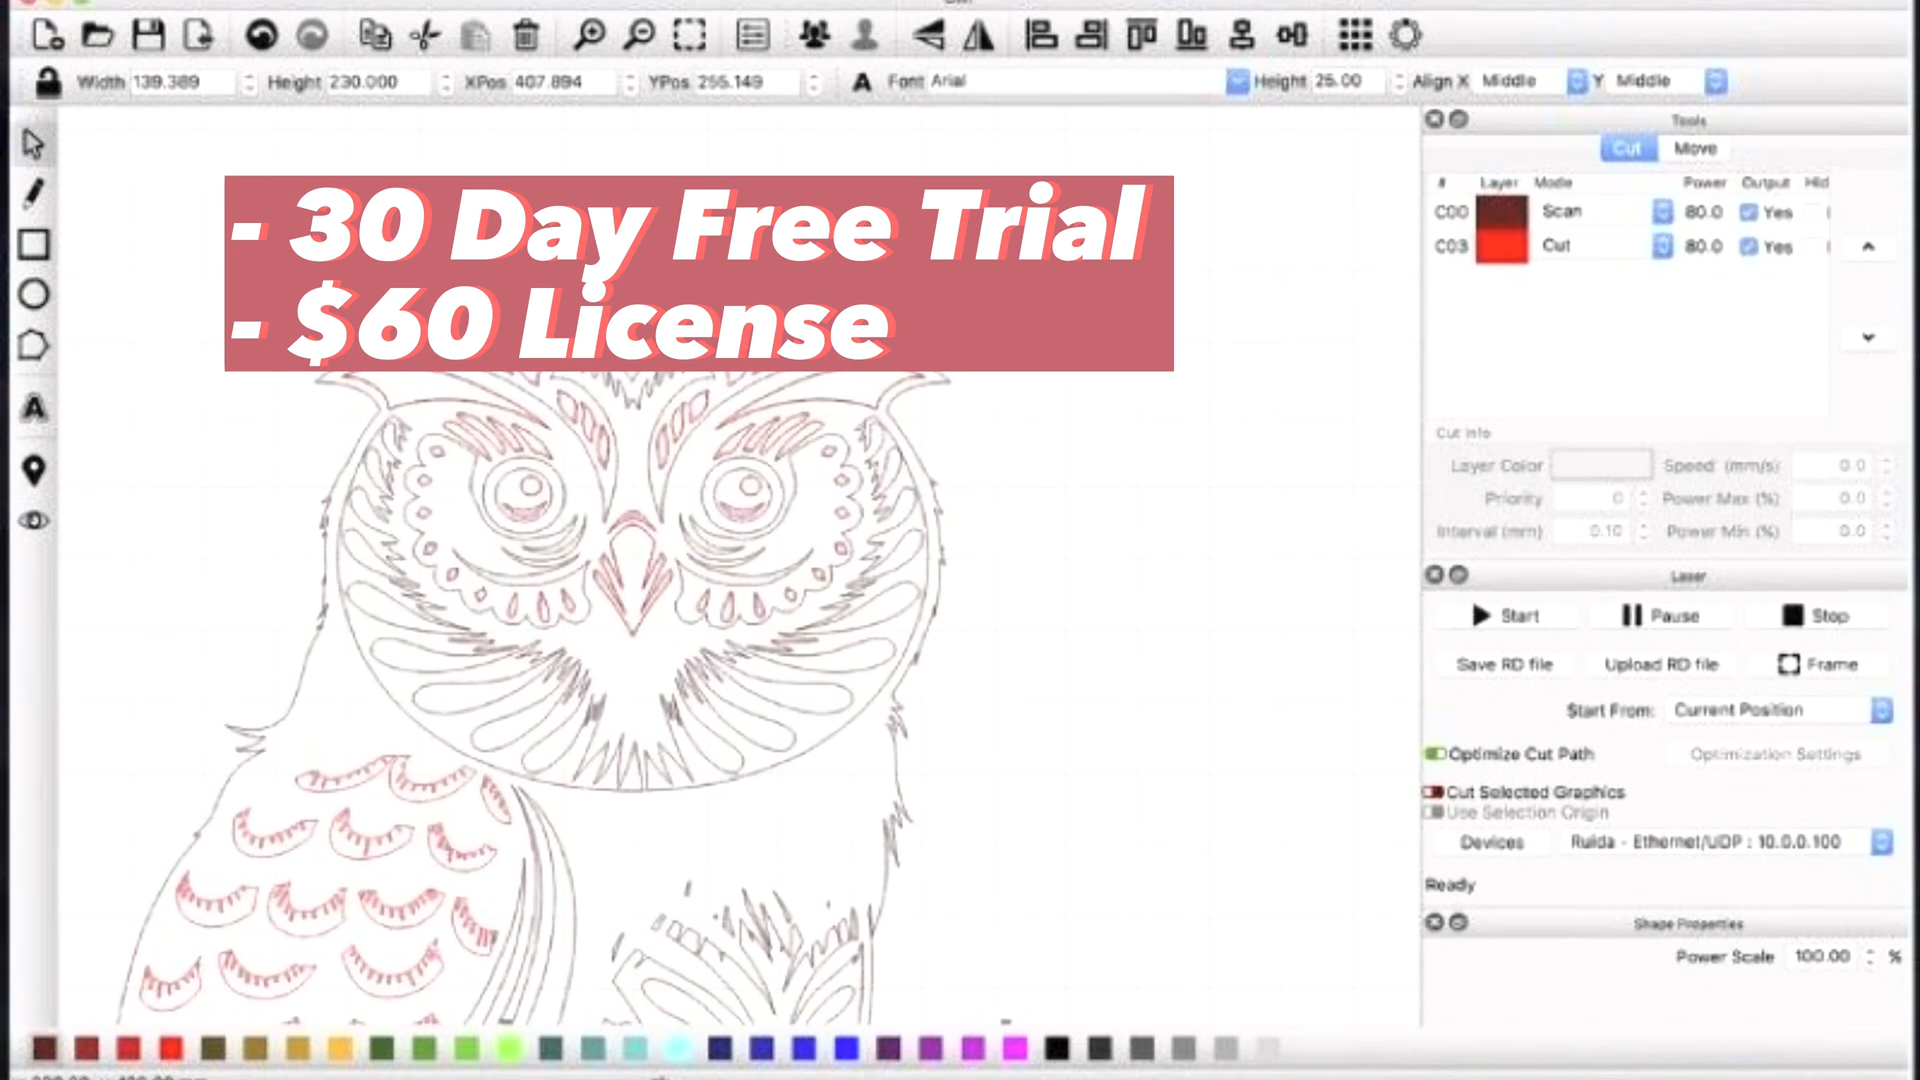 Width 139.389 Height 230.000 XPos 407.894 YPos 255.149 A Font Arial Height 25.00 Align X Middle Y Middle
Tools
Cut Move
# Layer Mode Power Output Hid
C00 Scan 80.0 Yes
C03 Cut 80.0 Yes
- 30 Day Free Trial
- $60 License
A
Cut Info
Layer Color Speed (mm/s) 0.0
Priority 0 Power Max (%) 0.0
Interval (mm) 0.10 Power Min (%) 0.0
Laser
Start Pause Stop
Save RD file Upload RD file Frame
Start From: Current Position
Optimize Cut Path Optimization Settings
Cut Selected Graphics
Use Selection Origin
Devices Ruida - Ethernet/UDP : 10.0.0.100
Ready
Shape Properties
Power Scale 100.00 %